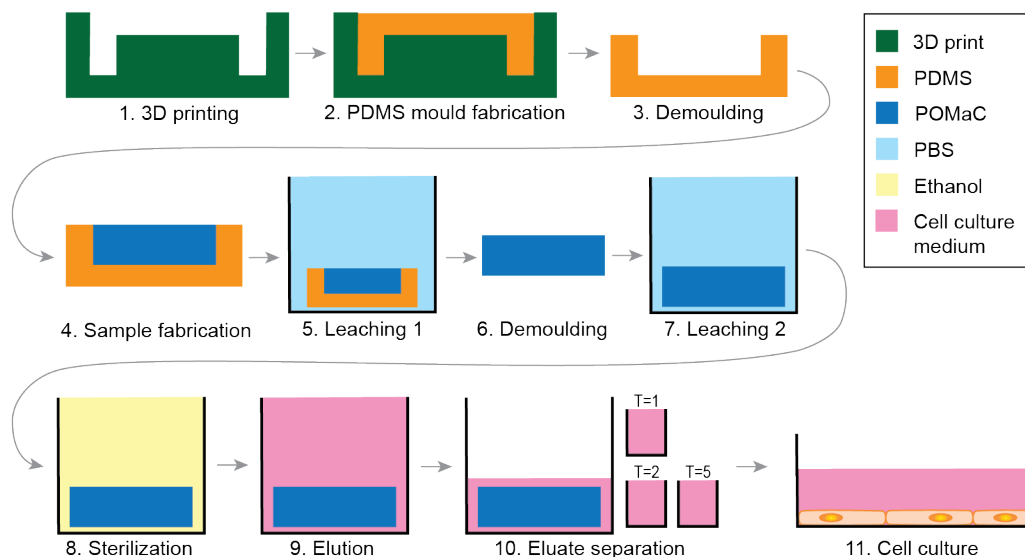 1. 3D printing
2. PDMS mould fabrication
3. Demoulding
3D print
PDMS
POMaC
PBS
Ethanol
Cell culture
medium
4. Sample fabrication
5. Leaching 1
6. Demoulding
7. Leaching 2
T=1
T=2
T=5
8. Sterilization
9. Elution
10. Eluate separation
11. Cell culture